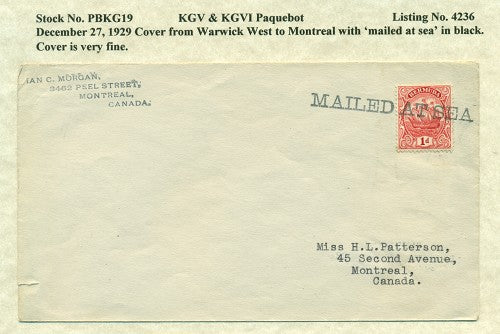 Stock No. PBKG19 KGV & KGVI Paquebot Listing No. 4236
December 27, 1929 Cover from Warwick West to Montreal with ‘mailed at sea’ in black.
Cover is very fine.
IAN C. MORGAN,
3462 PEEL STREET,
MONTREAL,
CANADA.
MAILED AT SEA
BERMUDA
1d
Miss H.L.Patterson,
45 Second Avenue,
Montreal,
Canada.